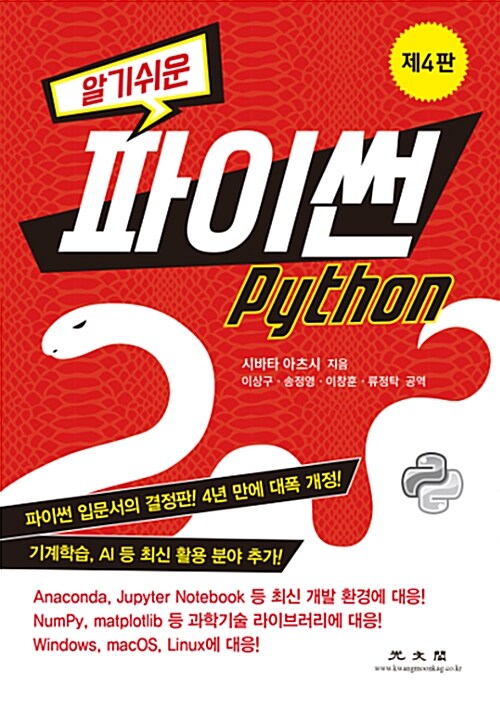 알기쉬운
제4판
파이썬
Python
시바타 아츠시 지음
이상구 · 송정영 · 이창훈 · 류정탁 공역
파이썬 입문서의 결정판! 4년 만에 대폭 개정!
기계학습, AI 등 최신 활용 분야 추가!
Anaconda, Jupyter Notebook 등 최신 개발 환경에 대응!
NumPy, matplotlib 등 과학기술 라이브러리에 대응!
Windows, macOS, Linux에 대응!
光文閣
www.kwangmoonkag.co.kr